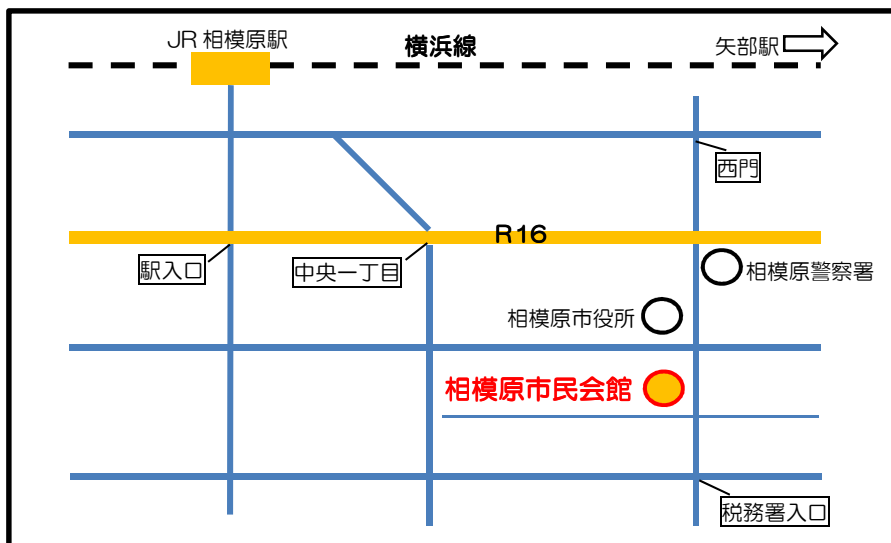 JR 相模原駅
横浜線
矢部駅
西門
R16
駅入口
中央一丁目
相模原警察署
相模原市役所
相模原市民会館
税務署入口